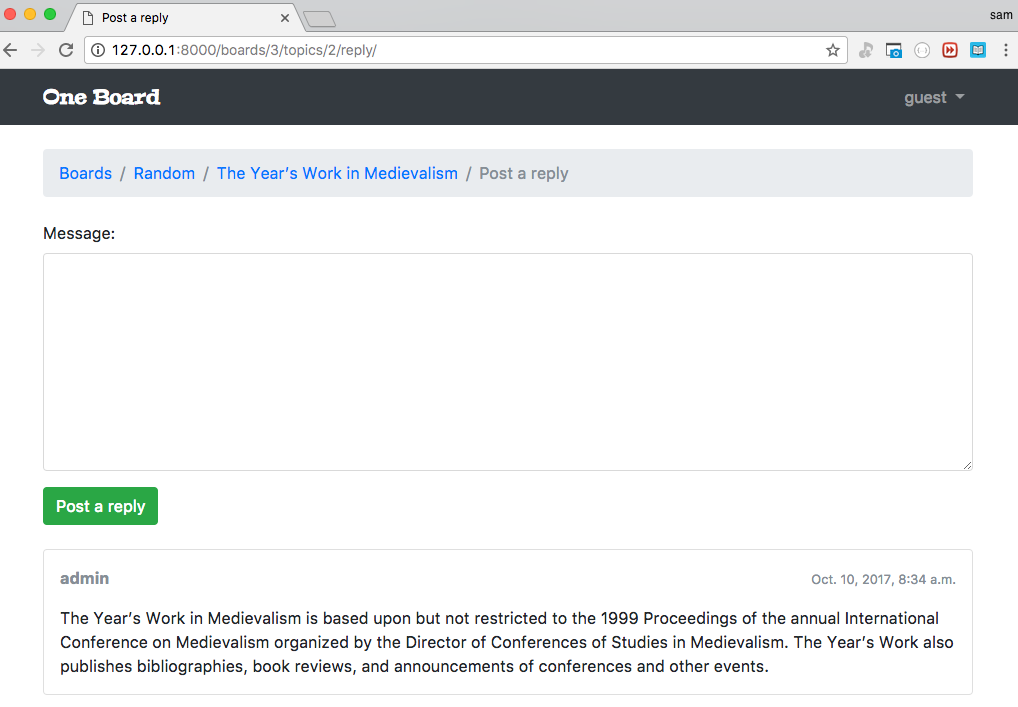 Post a reply
sam
127.0.0.1:8000/boards/3/topics/2/reply/
One Board
guest
Boards / Random / The Year’s Work in Medievalism / Post a reply
Message:
Post a reply
admin
Oct. 10, 2017, 8:34 a.m.
The Year’s Work in Medievalism is based upon but not restricted to the 1999 Proceedings of the annual International
Conference on Medievalism organized by the Director of Conferences of Studies in Medievalism. The Year’s Work also
publishes bibliographies, book reviews, and announcements of conferences and other events.